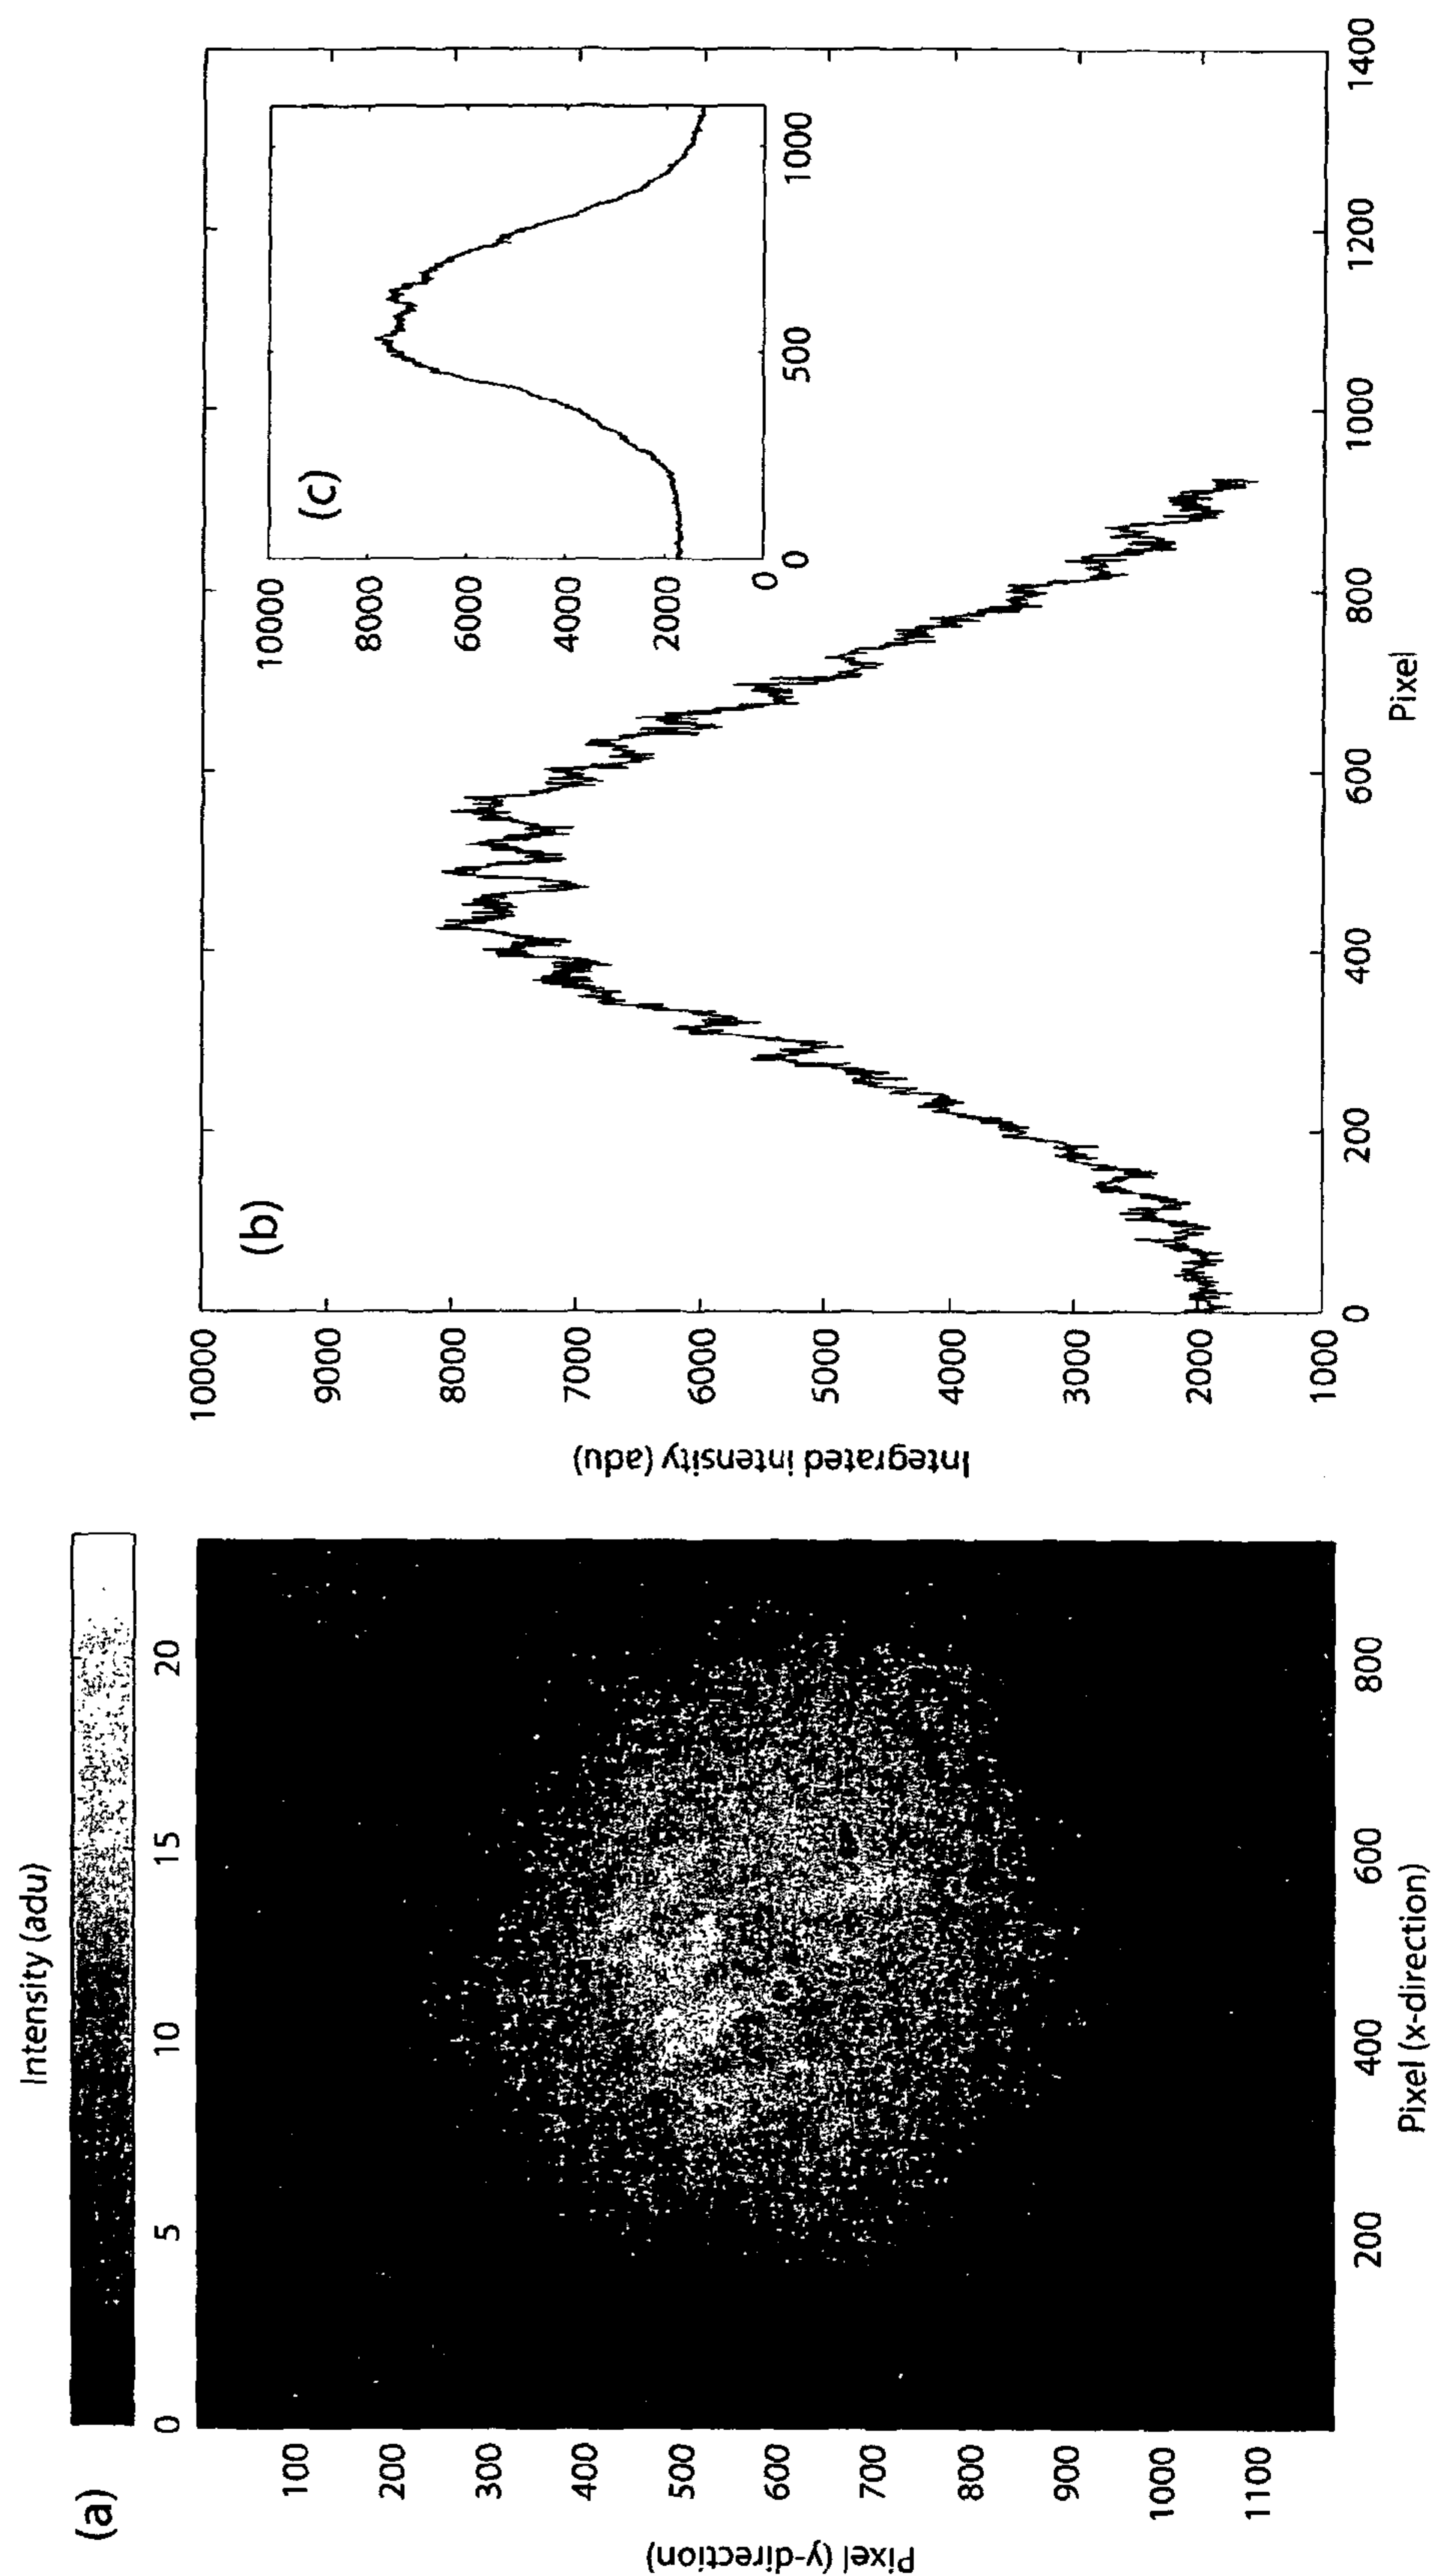 (a)
Intensity (adu)
0 5 10 15 20
100
200
300
400
500
600
700
800
900
1000
1100
Pixel (y-direction)
200 400 600 800
Pixel (x-direction)
(b)
10000
9000
8000
7000
6000
5000
4000
3000
2000
1000
Integrated intensity (adu)
0 200 400 600 800 1000 1200 1400
Pixel
(c)
10000
8000
6000
4000
2000
0
0 500 1000